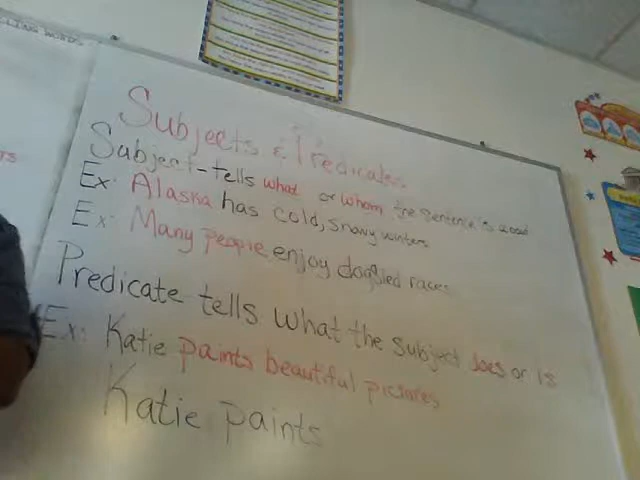 Subjects & Predicates
Subject-tells what or whom the sentence is about
Ex: Alaska has cold, snowy winters.
Ex: Many people enjoy dogsled races.
Predicate tells what the subject does or is
Ex: Katie paints beautiful pictures.
Katie paints